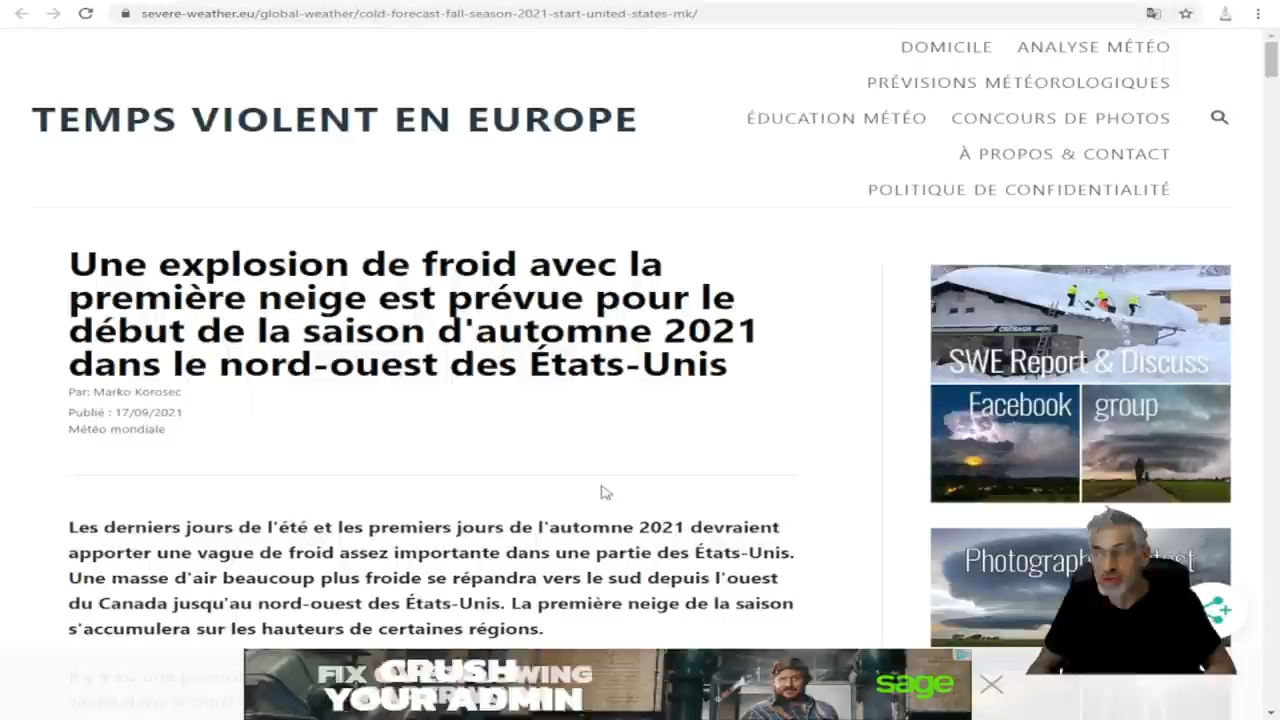 severe-weather.eu/global-weather/cold-forecast-fall-season-2021-start-united-states-mk/
DOMICILE ANALYSE MÉTÉO
PRÉVISIONS MÉTÉOROLOGIQUES
TEMPS VIOLENT EN EUROPE
ÉDUCATION MÉTÉO CONCOURS DE PHOTOS
À PROPOS & CONTACT
POLITIQUE DE CONFIDENTIALITÉ
Une explosion de froid avec la
première neige est prévue pour le
début de la saison d'automne 2021
dans le nord-ouest des États-Unis
Par: Marko Korosec
Publié : 17/09/2021
Météo mondiale
SWE Report & Discuss
Facebook group
Les derniers jours de l'été et les premiers jours de l'automne 2021 devraient
apporter une vague de froid assez importante dans une partie des États-Unis.
Une masse d'air beaucoup plus froide se répandra vers le sud depuis l'ouest
du Canada jusqu'au nord-ouest des États-Unis. La première neige de la saison
s'accumulera sur les hauteurs de certaines régions.
FIX
CRUSH
YOUR ADMIN
sage